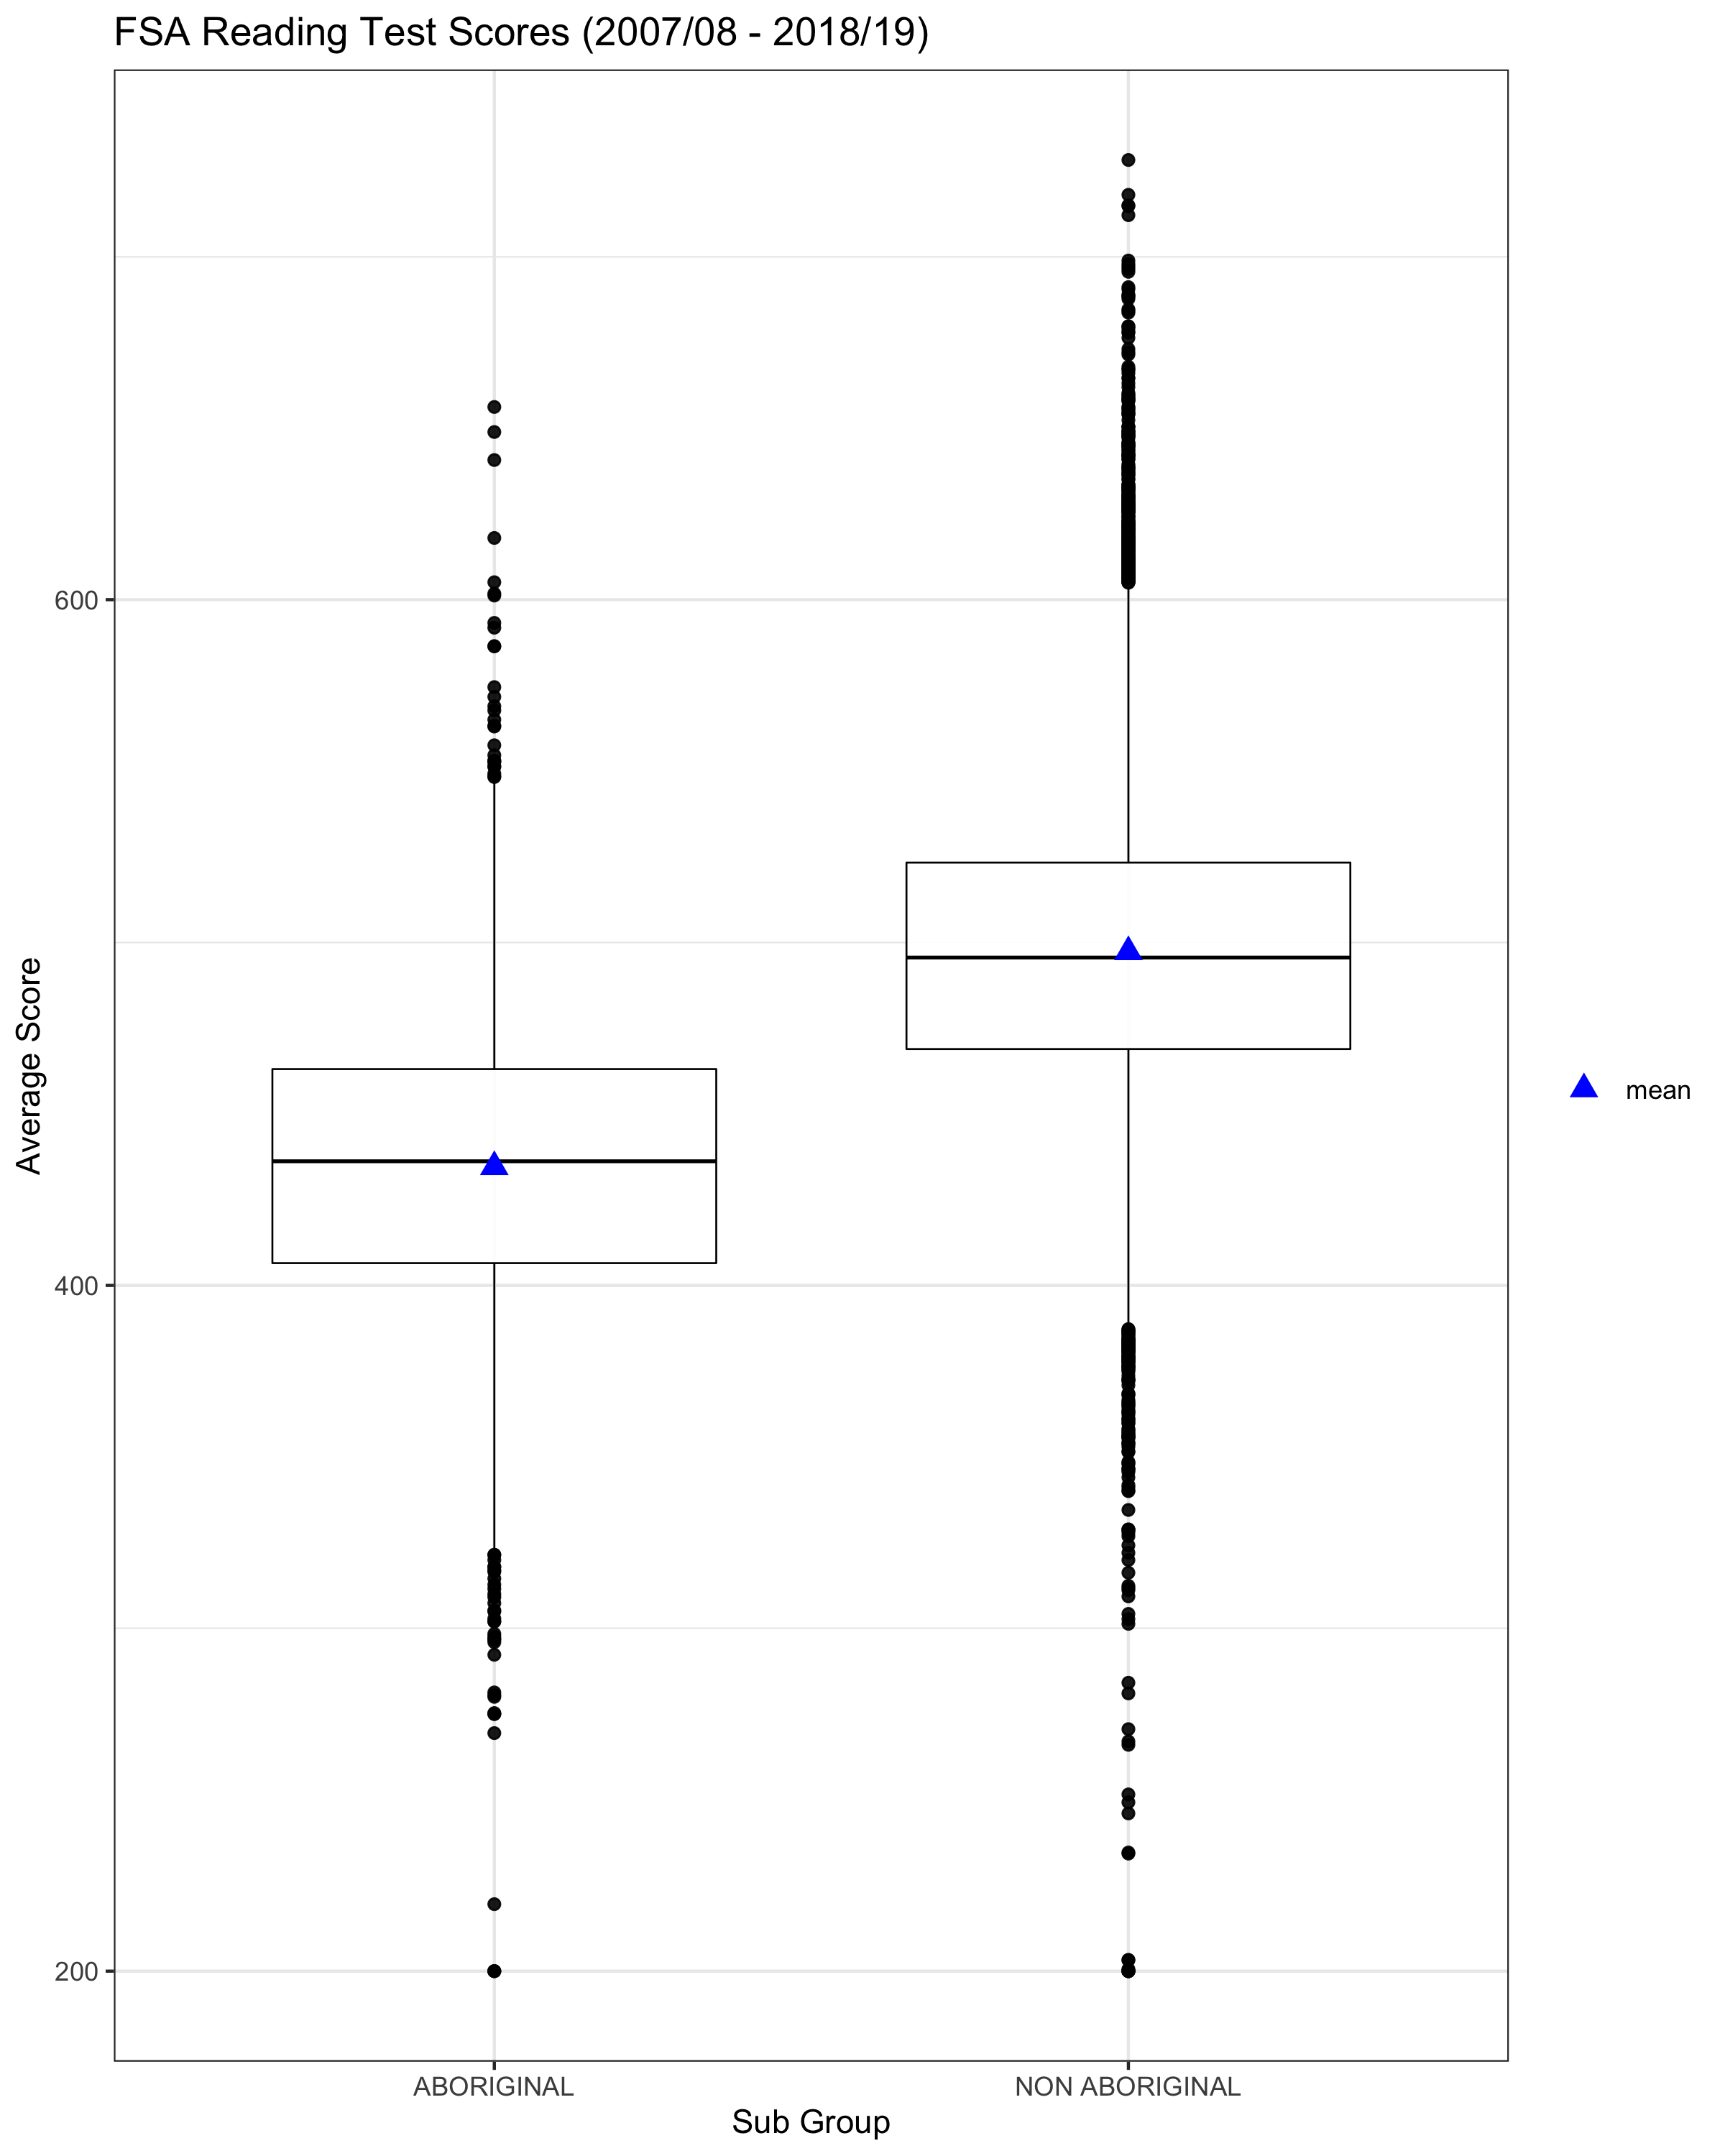 FSA Reading Test Scores (2007/08 - 2018/19)
Average Score
600
400
200
ABORIGINAL
NON ABORIGINAL
Sub Group
mean